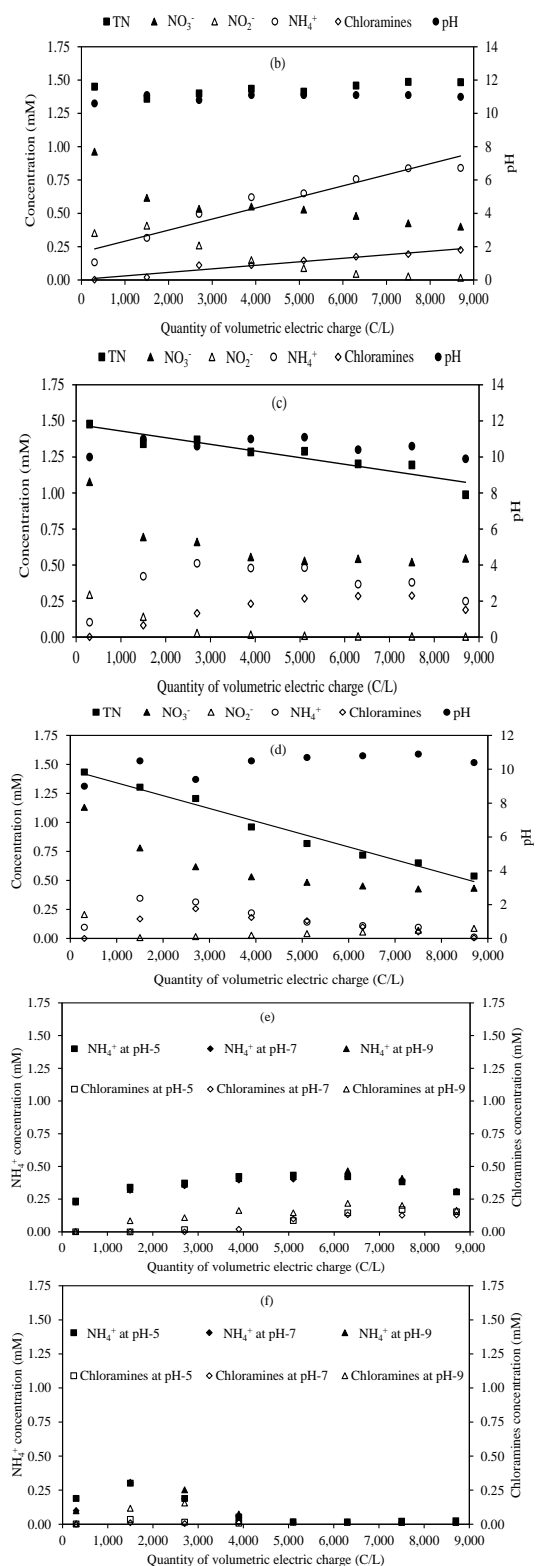 TN NO₃⁻ NO₂⁻ NH₄⁺ Chloramines pH
(b)
1.75 1.50 1.25 1.00 0.75 0.50 0.25 0.00
Concentration (mM)
14 12 10 8 6 4 2 0
pH
0 1,000 2,000 3,000 4,000 5,000 6,000 7,000 8,000 9,000
Quantity of volumetric electric charge (C/L)
TN NO₃⁻ NO₂⁻ NH₄⁺ Chloramines pH
(c)
1.75 1.50 1.25 1.00 0.75 0.50 0.25 0.00
Concentration (mM)
14 12 10 8 6 4 2 0
pH
0 1,000 2,000 3,000 4,000 5,000 6,000 7,000 8,000 9,000
Quantity of volumetric electric charge (C/L)
TN NO₃⁻ NO₂⁻ NH₄⁺ Chloramines pH
(d)
1.75 1.50 1.25 1.00 0.75 0.50 0.25 0.00
Concentration (mM)
12 10 8 6 4 2 0
pH
0 1,000 2,000 3,000 4,000 5,000 6,000 7,000 8,000 9,000
Quantity of volumetric electric charge (C/L)
(e)
NH₄⁺ at pH-5 NH₄⁺ at pH-7 NH₄⁺ at pH-9
Chloramines at pH-5 Chloramines at pH-7 Chloramines at pH-9
1.75 1.50 1.25 1.00 0.75 0.50 0.25 0.00
NH₄⁺ concentration (mM)
1.75 1.50 1.25 1.00 0.75 0.50 0.25 0.00
Chloramines concentration (mM)
0 1,000 2,000 3,000 4,000 5,000 6,000 7,000 8,000 9,000
Quantity of volumetric electric charge (C/L)
(f)
NH₄⁺ at pH-5 NH₄⁺ at pH-7 NH₄⁺ at pH-9
Chloramines at pH-5 Chloramines at pH-7 Chloramines at pH-9
1.75 1.50 1.25 1.00 0.75 0.50 0.25 0.00
NH₄⁺ concentration (mM)
1.75 1.50 1.25 1.00 0.75 0.50 0.25 0.00
Chloramines concentration (mM)
0 1,000 2,000 3,000 4,000 5,000 6,000 7,000 8,000 9,000
Quantity of volumetric electric charge (C/L)